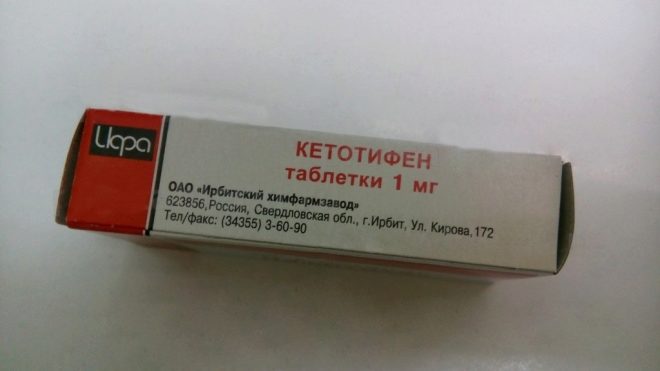 Ирфа
КЕТОТИФЕН
таблетки 1 мг
ОАО «Ирбитский химфармзавод»
623856,Россия, Свердловская обл., г.Ирбит, Ул. Кирова,172
Тел/факс: (34355) 3-60-90